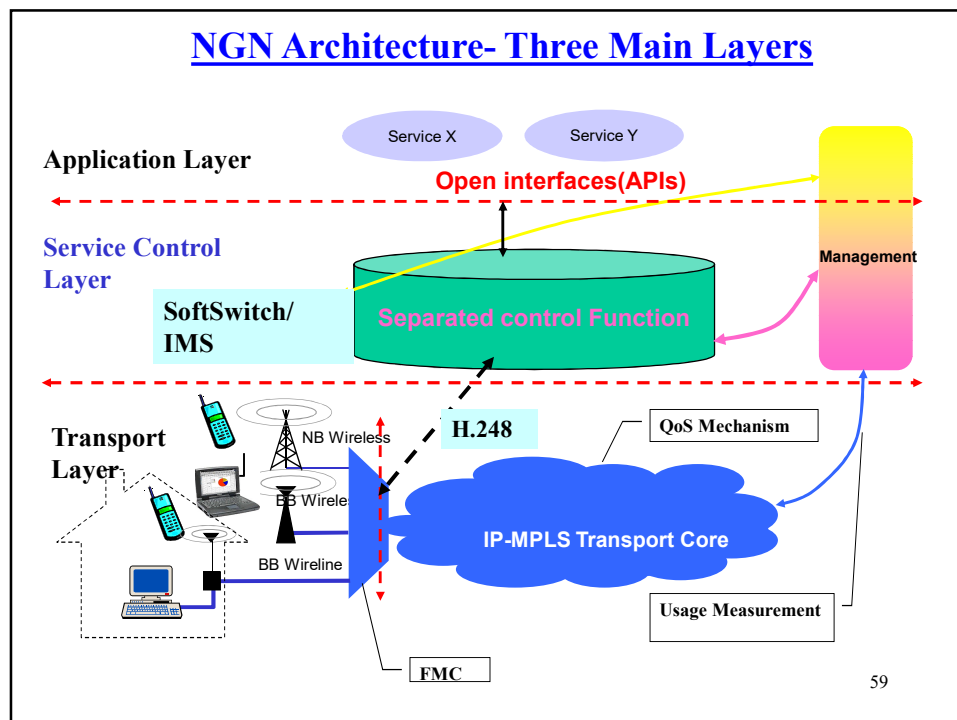 NGN Architecture- Three Main Layers
Service X
Service Y
Application Layer
Open interfaces(APIs)
Service Control
Layer
Management
SoftSwitch/
IMS
Separated control Function
Transport
Layer
NB Wireless
H.248
QoS Mechanism
BB Wireles
IP-MPLS Transport Core
BB Wireline
Usage Measurement
FMC
59